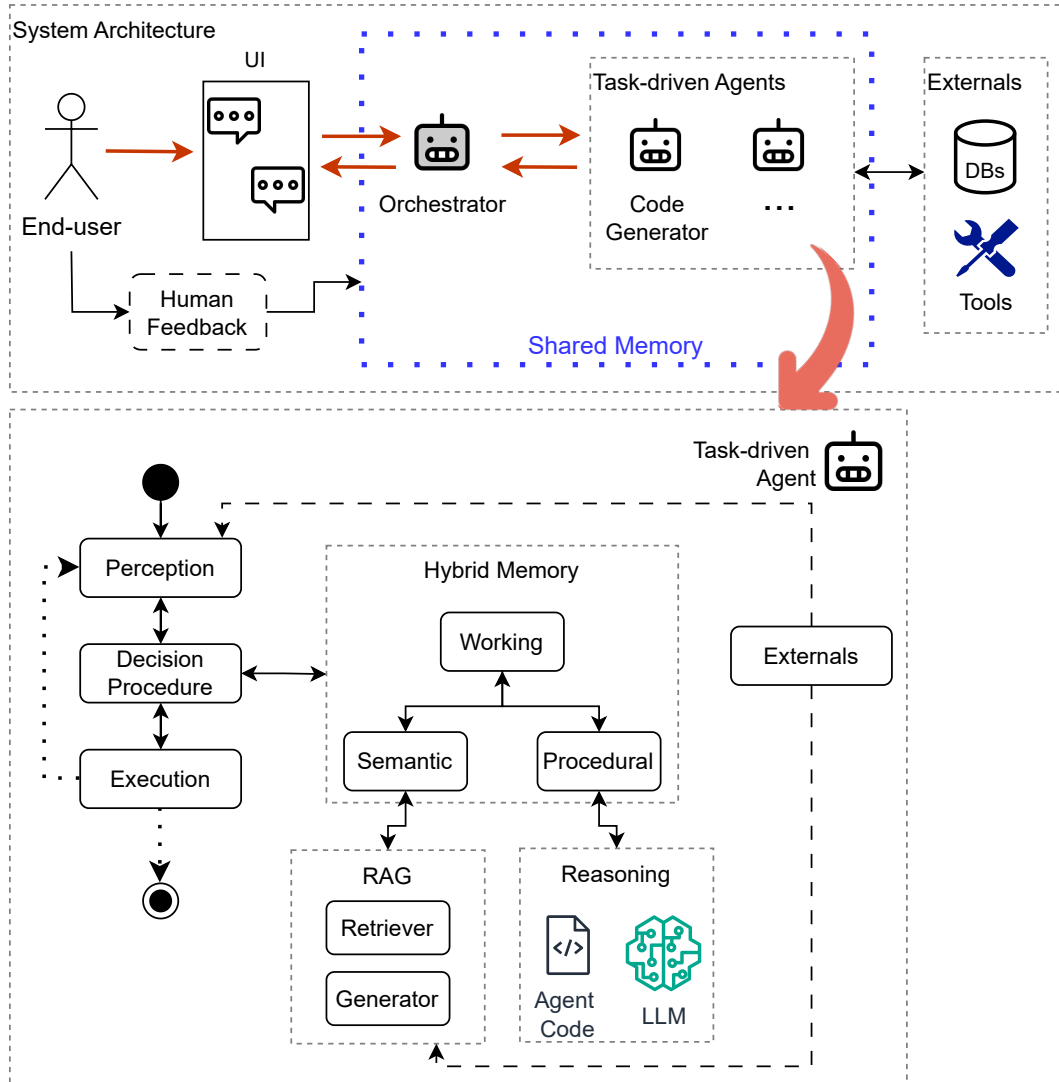 System Architecture
UI
Task-driven Agents
Externals
DBs
End-user
Orchestrator
Code
Generator
...
Tools
Human
Feedback
Shared Memory
Task-driven
Agent
Perception
Hybrid Memory
Working
Decision
Procedure
Externals
Semantic
Procedural
Execution
RAG
Reasoning
Retriever
</>
Generator
Agent
Code
LLM